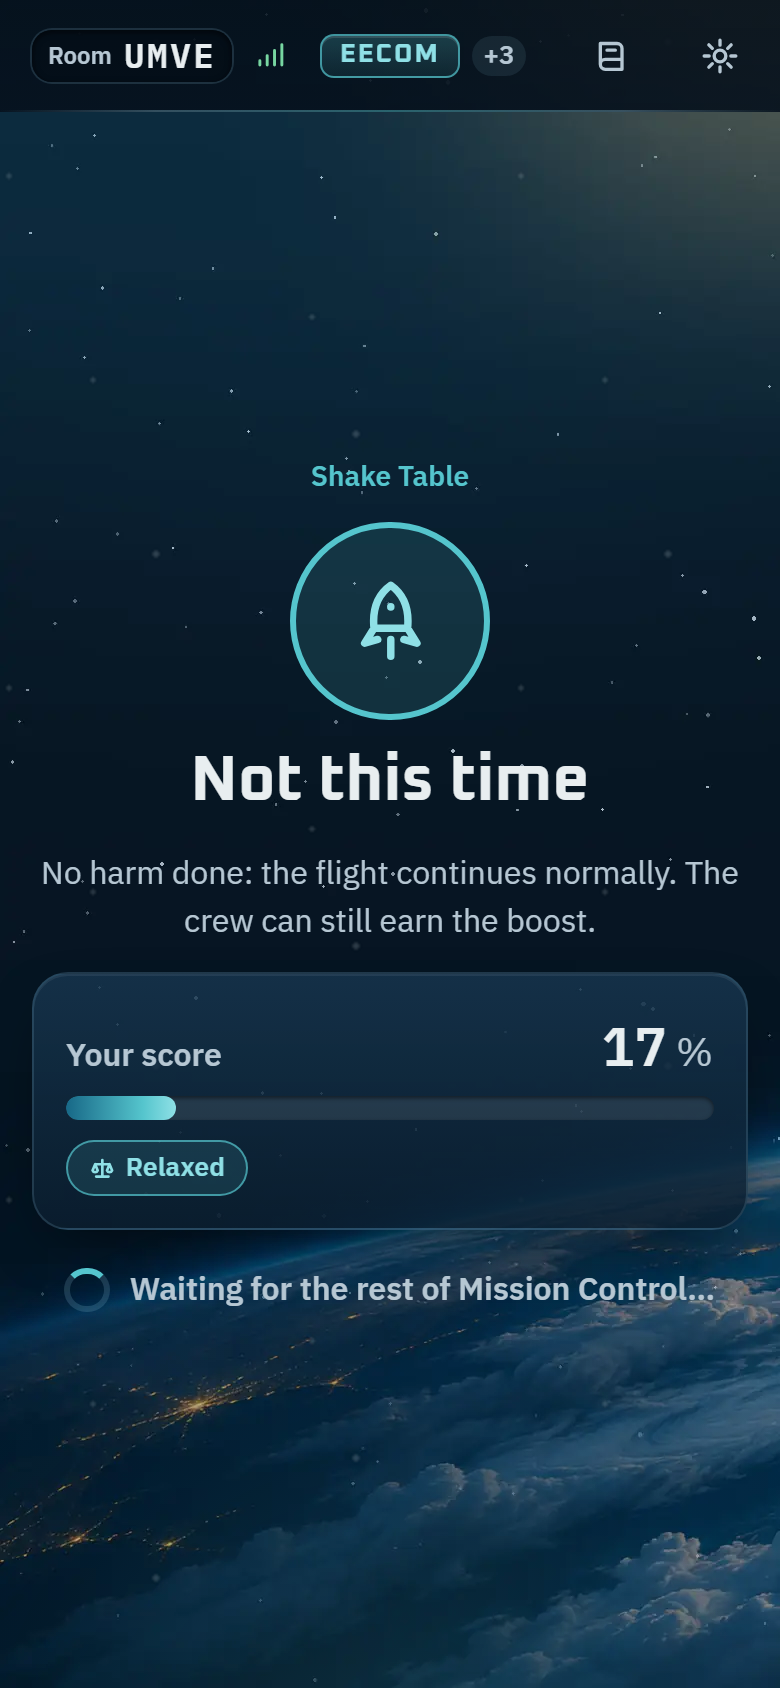 Room UMVE EECOM +3
Shake Table
Not this time
No harm done: the flight continues normally. The
crew can still earn the boost.
Your score 17 %
Relaxed
Waiting for the rest of Mission Control...